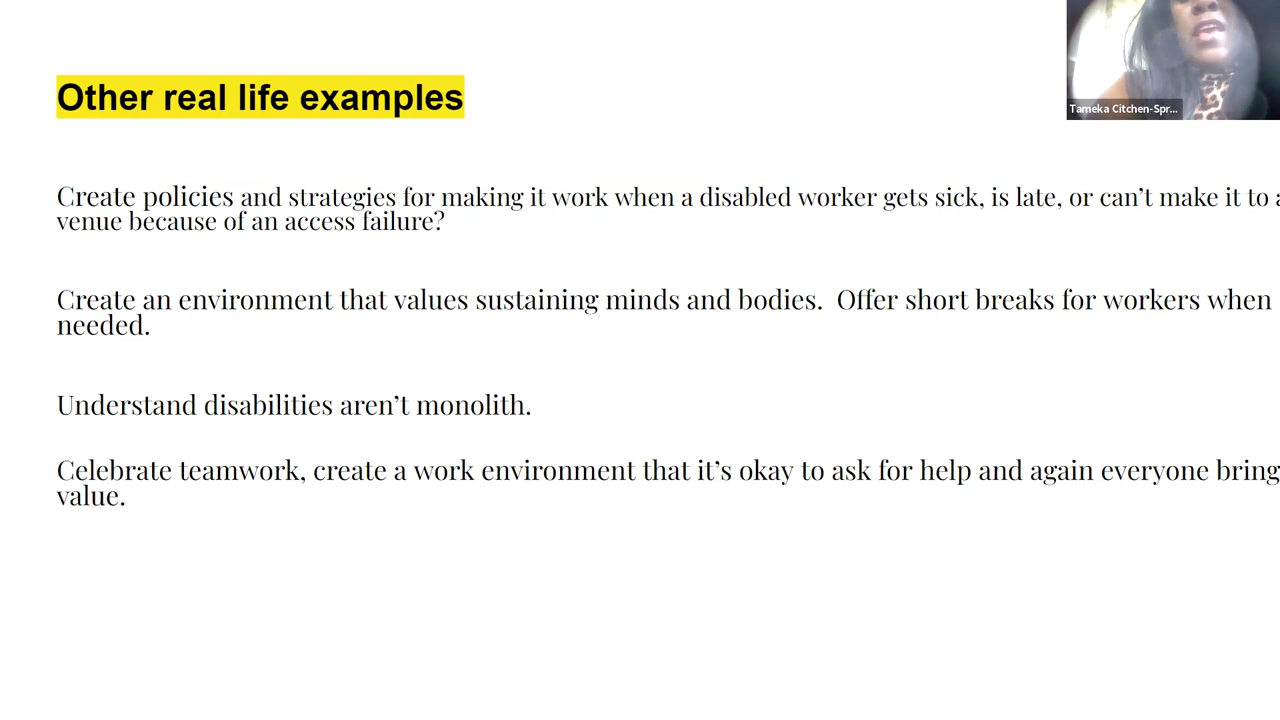 Other real life examples
Tameka Citchen-Spr...
Create policies and strategies for making it work when a disabled worker gets sick, is late, or can’t make it to a
venue because of an access failure?
Create an environment that values sustaining minds and bodies.  Offer short breaks for workers when
needed.
Understand disabilities aren’t monolith.
Celebrate teamwork, create a work environment that it’s okay to ask for help and again everyone bring
value.